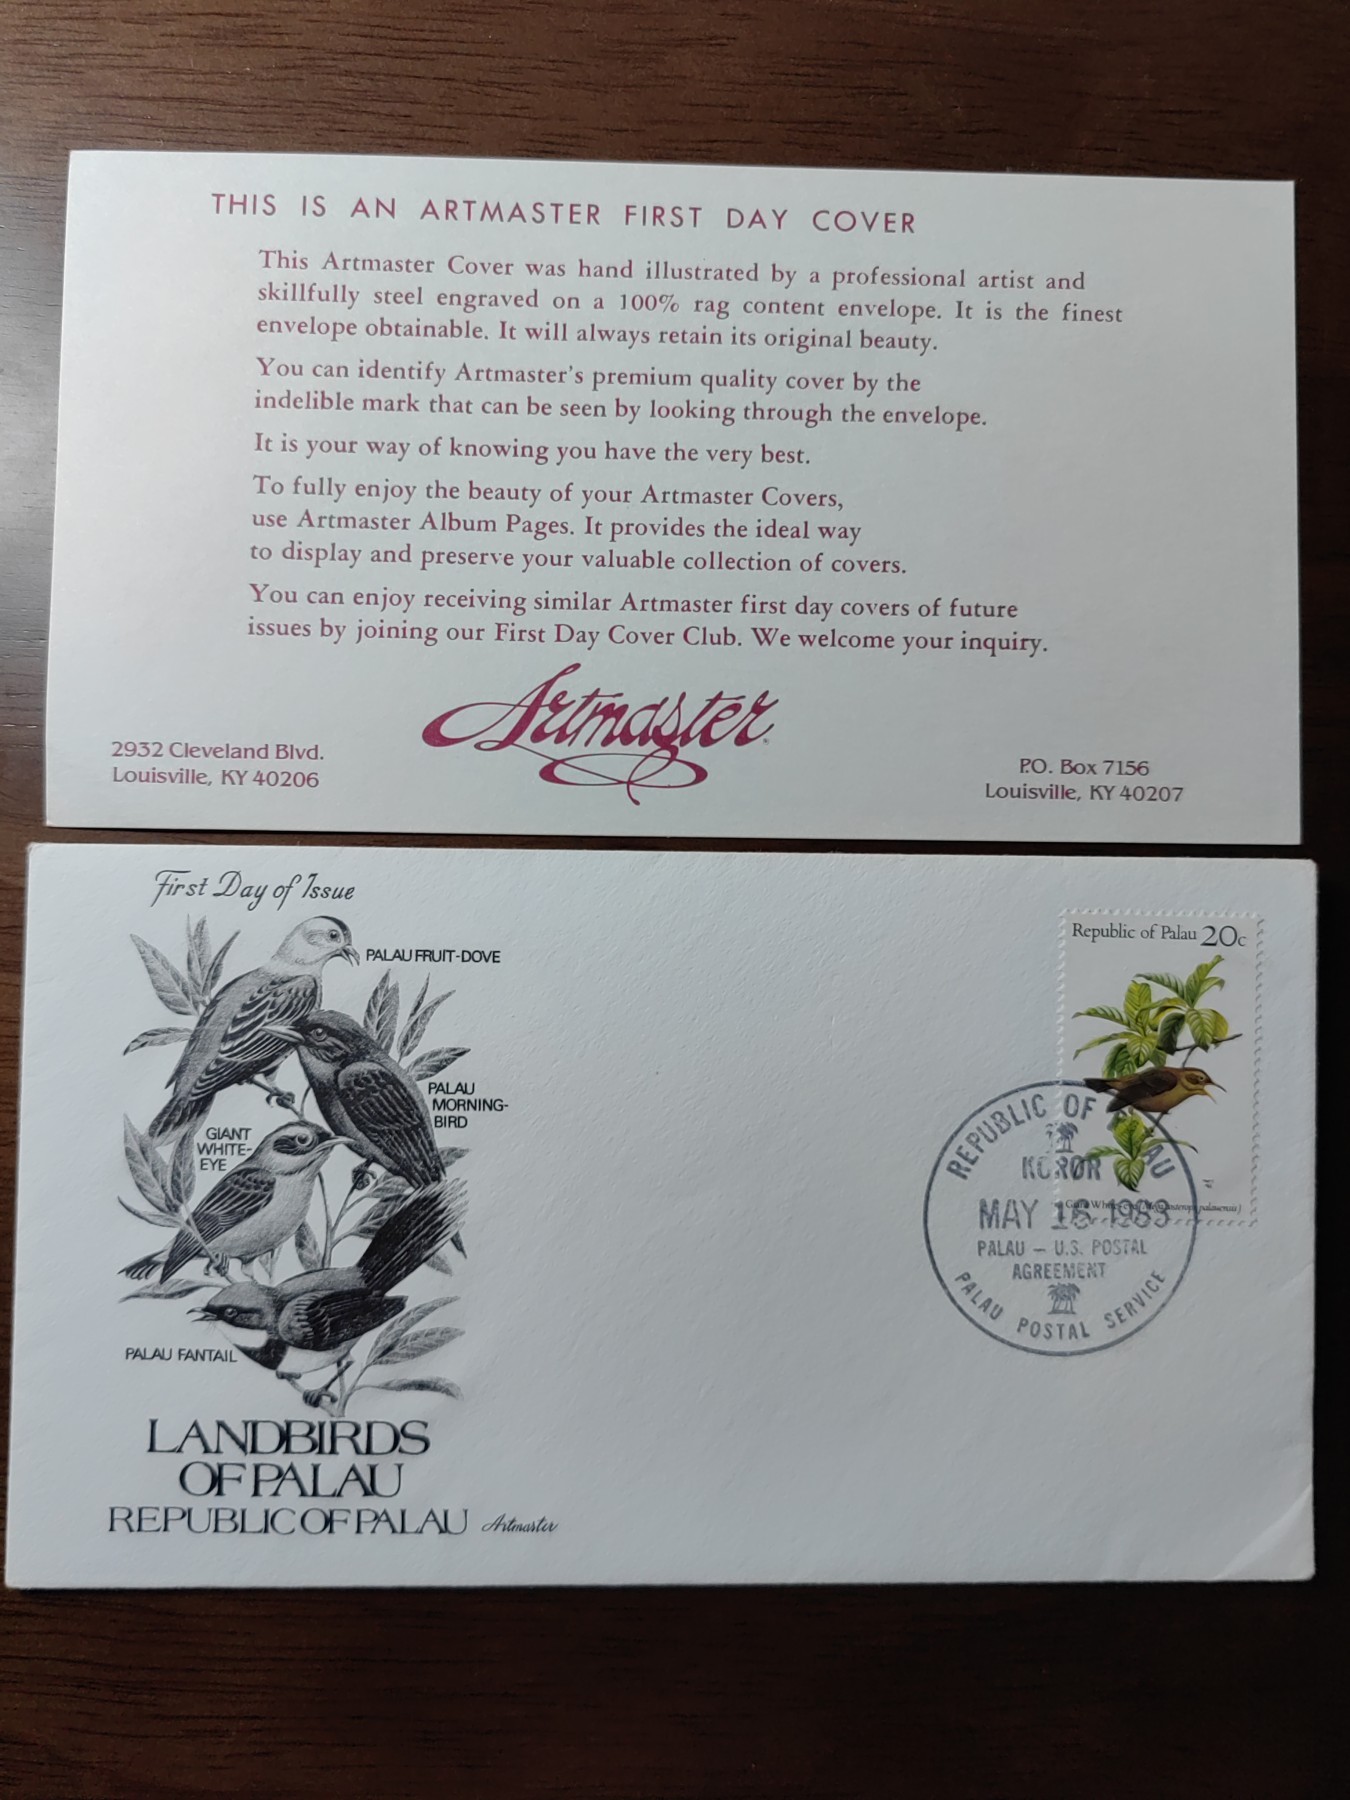 THIS IS AN ARTMASTER FIRST DAY COVER
This Artmaster Cover was hand illustrated by a professional artist and
skillfully steel engraved on a 100% rag content envelope. It is the finest
envelope obtainable. It will always retain its original beauty.
You can identify Artmaster's premium quality cover by the
indelible mark that can be seen by looking through the envelope.
It is your way of knowing you have the very best.
To fully enjoy the beauty of your Artmaster Covers,
use Artmaster Album Pages. It provides the ideal way
to display and preserve your valuable collection of covers.
You can enjoy receiving similar Artmaster first day covers of future
issues by joining our First Day Cover Club. We welcome your inquiry.
Artmaster
2932 Cleveland Blvd.
Louisville, KY 40206
P.O. Box 7156
Louisville, KY 40207
First Day of Issue
PALAU FRUIT-DOVE
PALAU
MORNING-
BIRD
GIANT
WHITE-
EYE
PALAU FANTAIL
LANDBIRDS
OF PALAU
REPUBLIC OF PALAU
Artmaster
Republic of Palau 20c
REPUBLIC OF PALAU
KOROR
MAY 16 1983
PALAU - U.S. POSTAL
AGREEMENT
PALAU POSTAL SERVICE